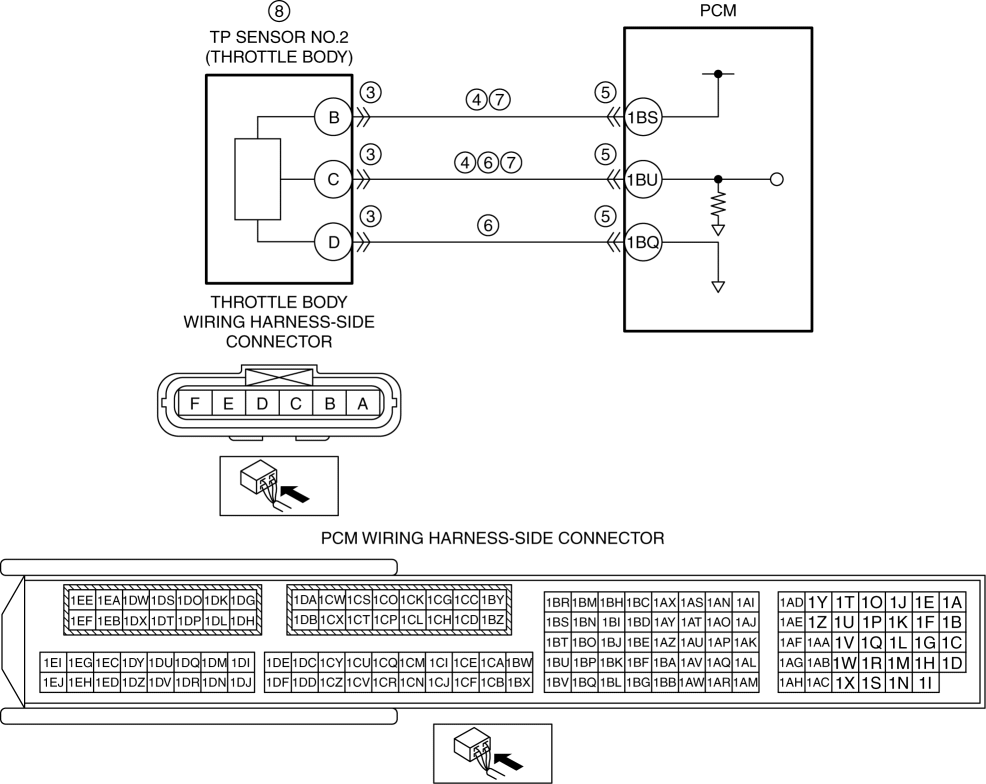 ⑧
PCM
TP SENSOR NO.2
(THROTTLE BODY)
B ③ ④⑦ ⑤ 1BS
C ③ ④⑥⑦ ⑤ 1BU
D ③ ⑥ ⑤ 1BQ
THROTTLE BODY
WIRING HARNESS-SIDE
CONNECTOR
F E D C B A
PCM WIRING HARNESS-SIDE CONNECTOR
1EE 1EA 1DW 1DS 1DO 1DK 1DG
1EF 1EB 1DX 1DT 1DP 1DL 1DH
1EI 1EG 1EC 1DY 1DU 1DQ 1DM 1DI
1EJ 1EH 1ED 1DZ 1DV 1DR 1DN 1DJ
1DA 1CW 1CS 1CO 1CK 1CG 1CC 1BY
1DB 1CX 1CT 1CP 1CL 1CH 1CD 1BZ
1DE 1DC 1CY 1CU 1CQ 1CM 1CI 1CE 1CA 1BW
1DF 1DD 1CZ 1CV 1CR 1CN 1CJ 1CF 1CB 1BX
1BR 1BM 1BH 1BC 1AX 1AS 1AN 1AI
1BS 1BN 1BI 1BD 1AY 1AT 1AO 1AJ
1BT 1BO 1BJ 1BE 1AZ 1AU 1AP 1AK
1BU 1BP 1BK 1BF 1BA 1AV 1AQ 1AL
1BV 1BQ 1BL 1BG 1BB 1AW 1AR 1AM
1AD 1Y 1T 1O 1J 1E 1A
1AE 1Z 1U 1P 1K 1F 1B
1AF 1AA 1V 1Q 1L 1G 1C
1AG 1AB 1W 1R 1M 1H 1D
1AH 1AC 1X 1S 1N 1I